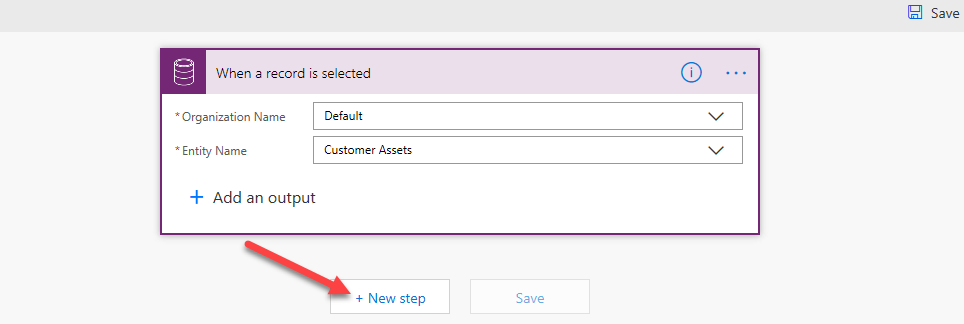 Save
When a record is selected
* Organization Name Default
* Entity Name Customer Assets
+ Add an output
+ New step Save